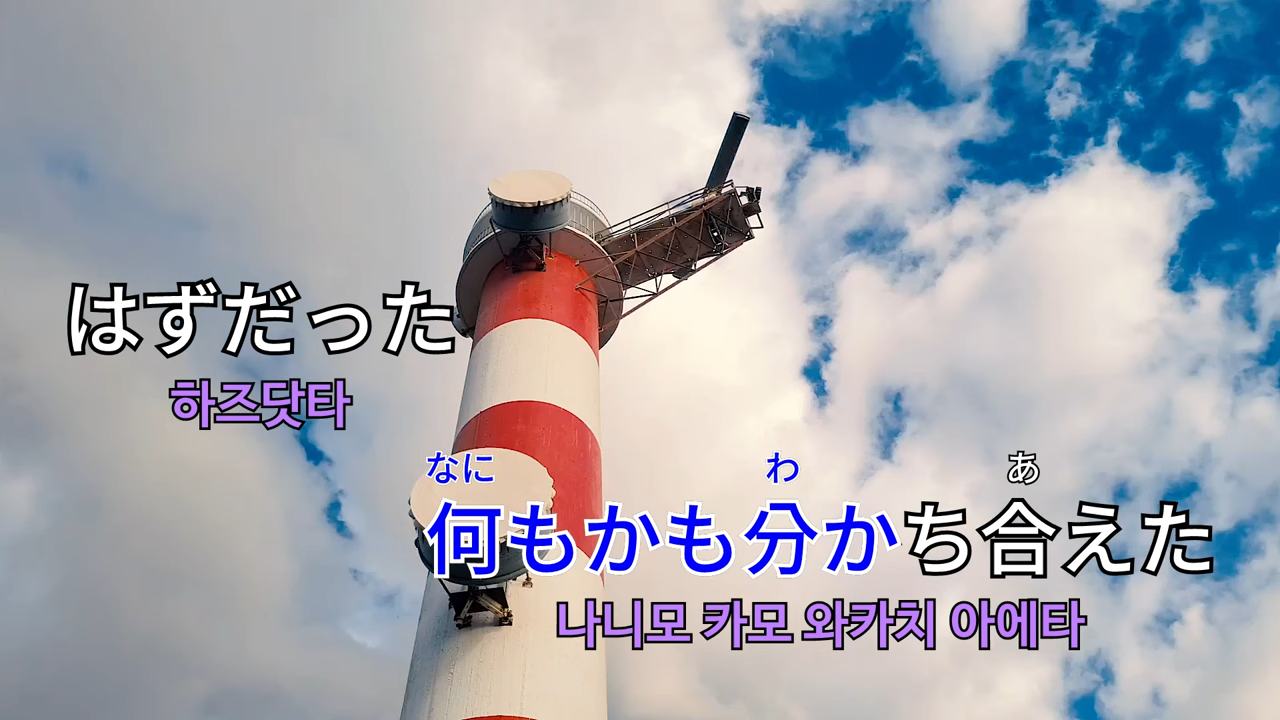 はずだった
하즈닷타
なに わ あ
何もかも分かち合えた
나니모 카모 와카치 아에타